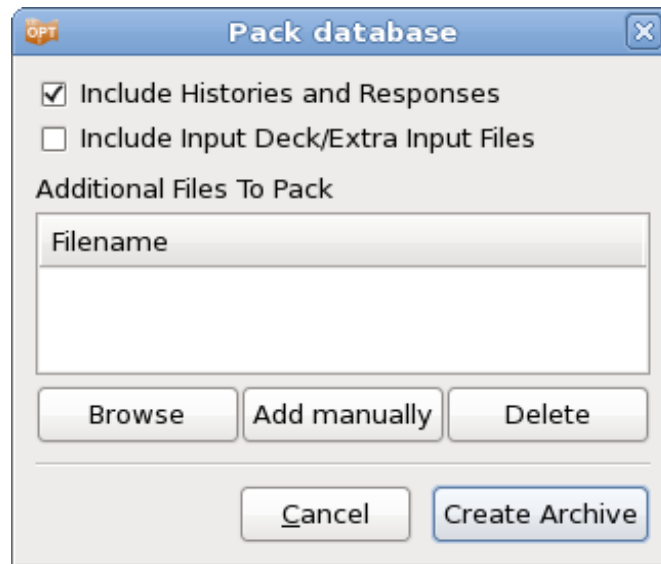 OPT Pack database
Include Histories and Responses
Include Input Deck/Extra Input Files
Additional Files To Pack
Filename
Browse Add manually Delete
Cancel Create Archive